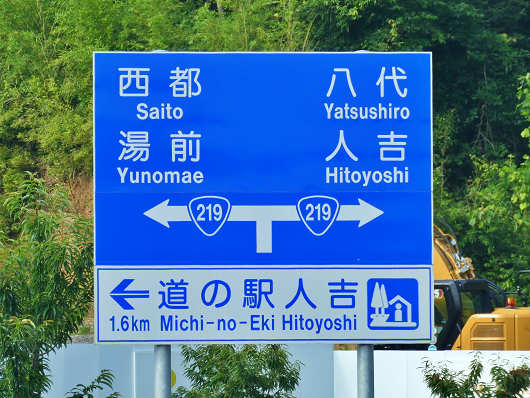 西都 八代
Saito Yatsushiro
湯前 人吉
Yunomae Hitoyoshi
219 219
道の駅人吉
1.6km Michi-no-Eki Hitoyoshi